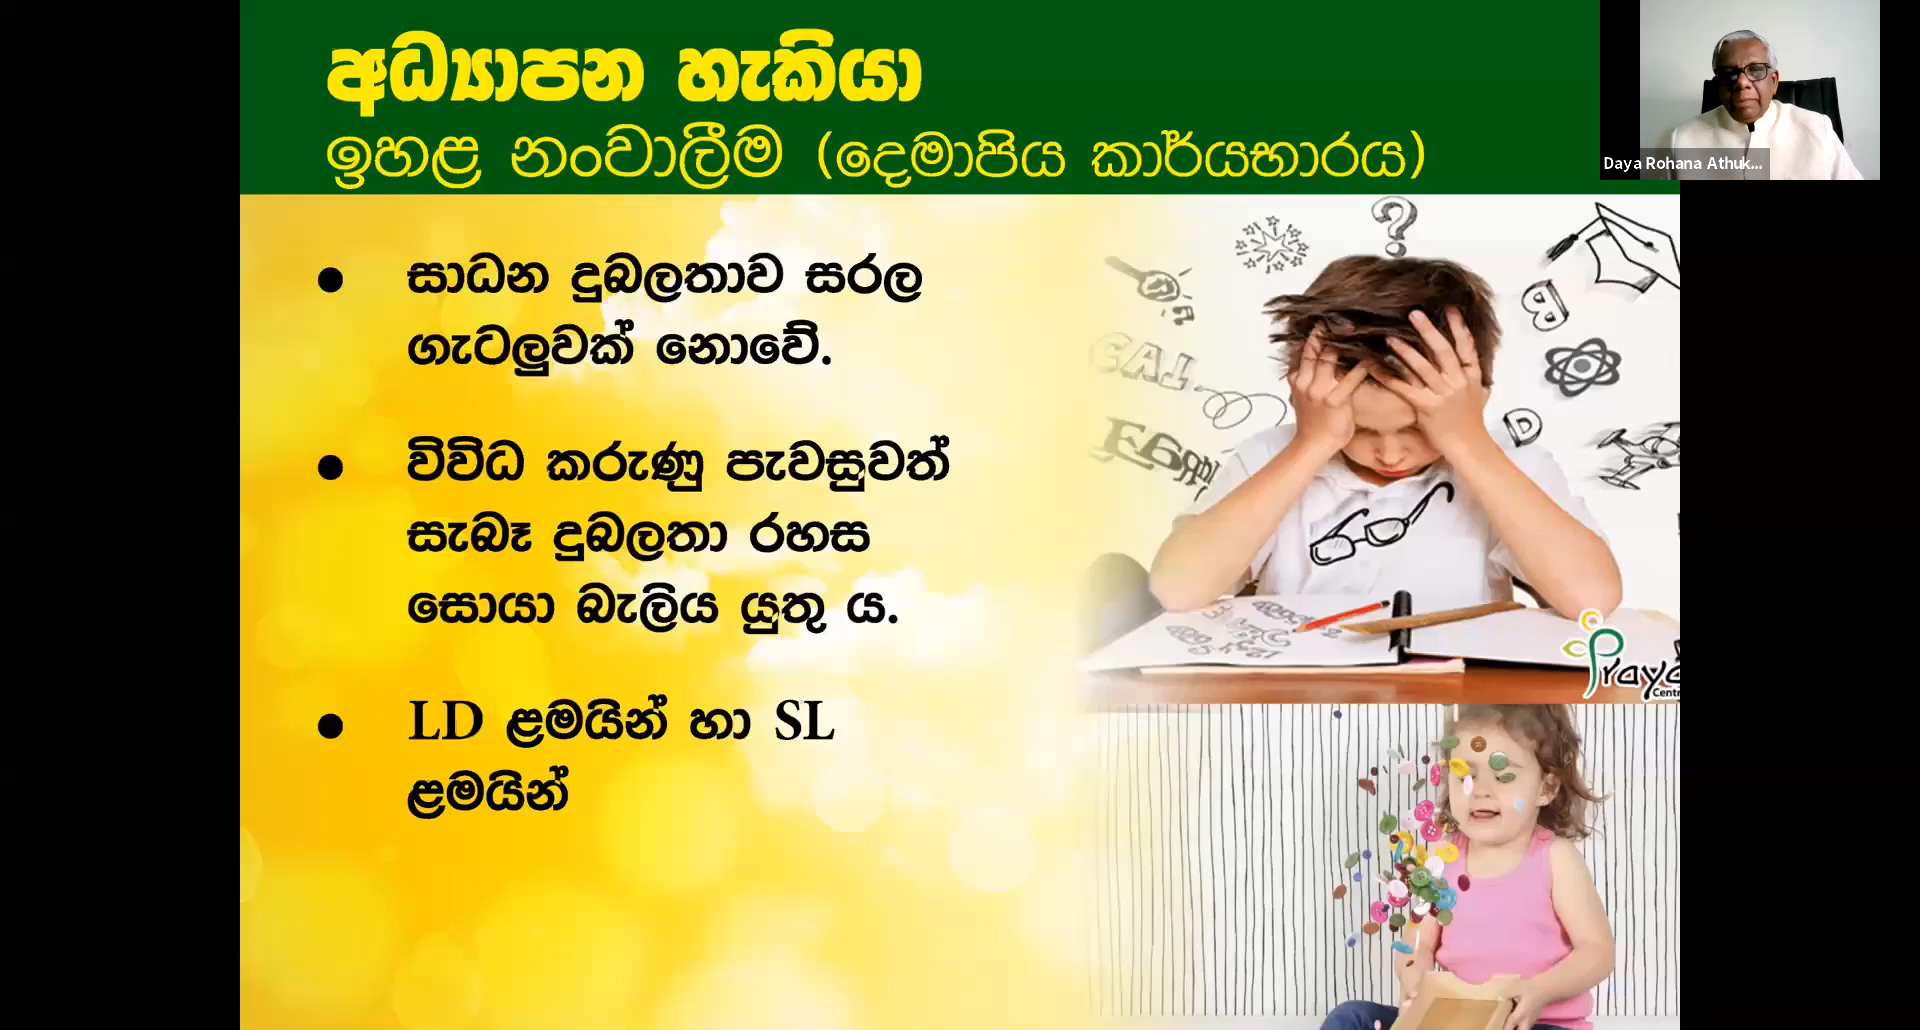 අධ්‍යාපන හැකියා
ඉහළ නංවාලීම (දෙමාපිය කාර්යභාරය)
Daya Rohana Athuk...
● සාධන දුබලතාව සරල
ගැටලුවක් නොවේ.
● විවිධ කරුණු පැවසුවත්
සැබෑ දුබලතා රහස
සොයා බැලිය යුතු ය.
● LD ළමයින් හා SL
ළමයින්
?
B
D